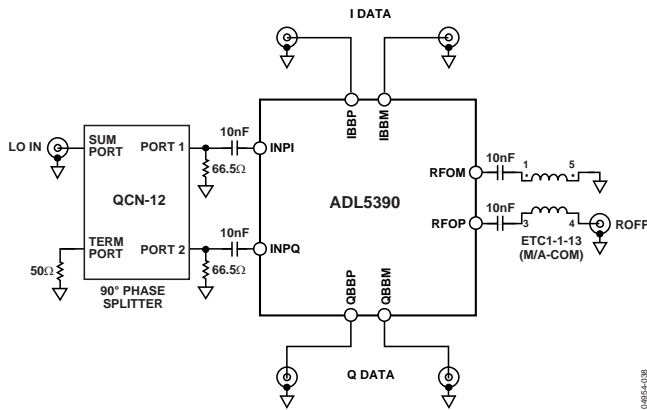 I DATA
IBBP
IBBM
LO IN
SUM
PORT
PORT 1
10nF
66.5Ω
INPI
QCN-12
ADL5390
RFOM
10nF
1
5
RFOP
10nF
3
4
ROFP
ETC1-1-13
(M/A-COM)
TERM
PORT
PORT 2
10nF
66.5Ω
INPQ
50Ω
90° PHASE
SPLITTER
QBBP
QBBM
Q DATA
04954-038